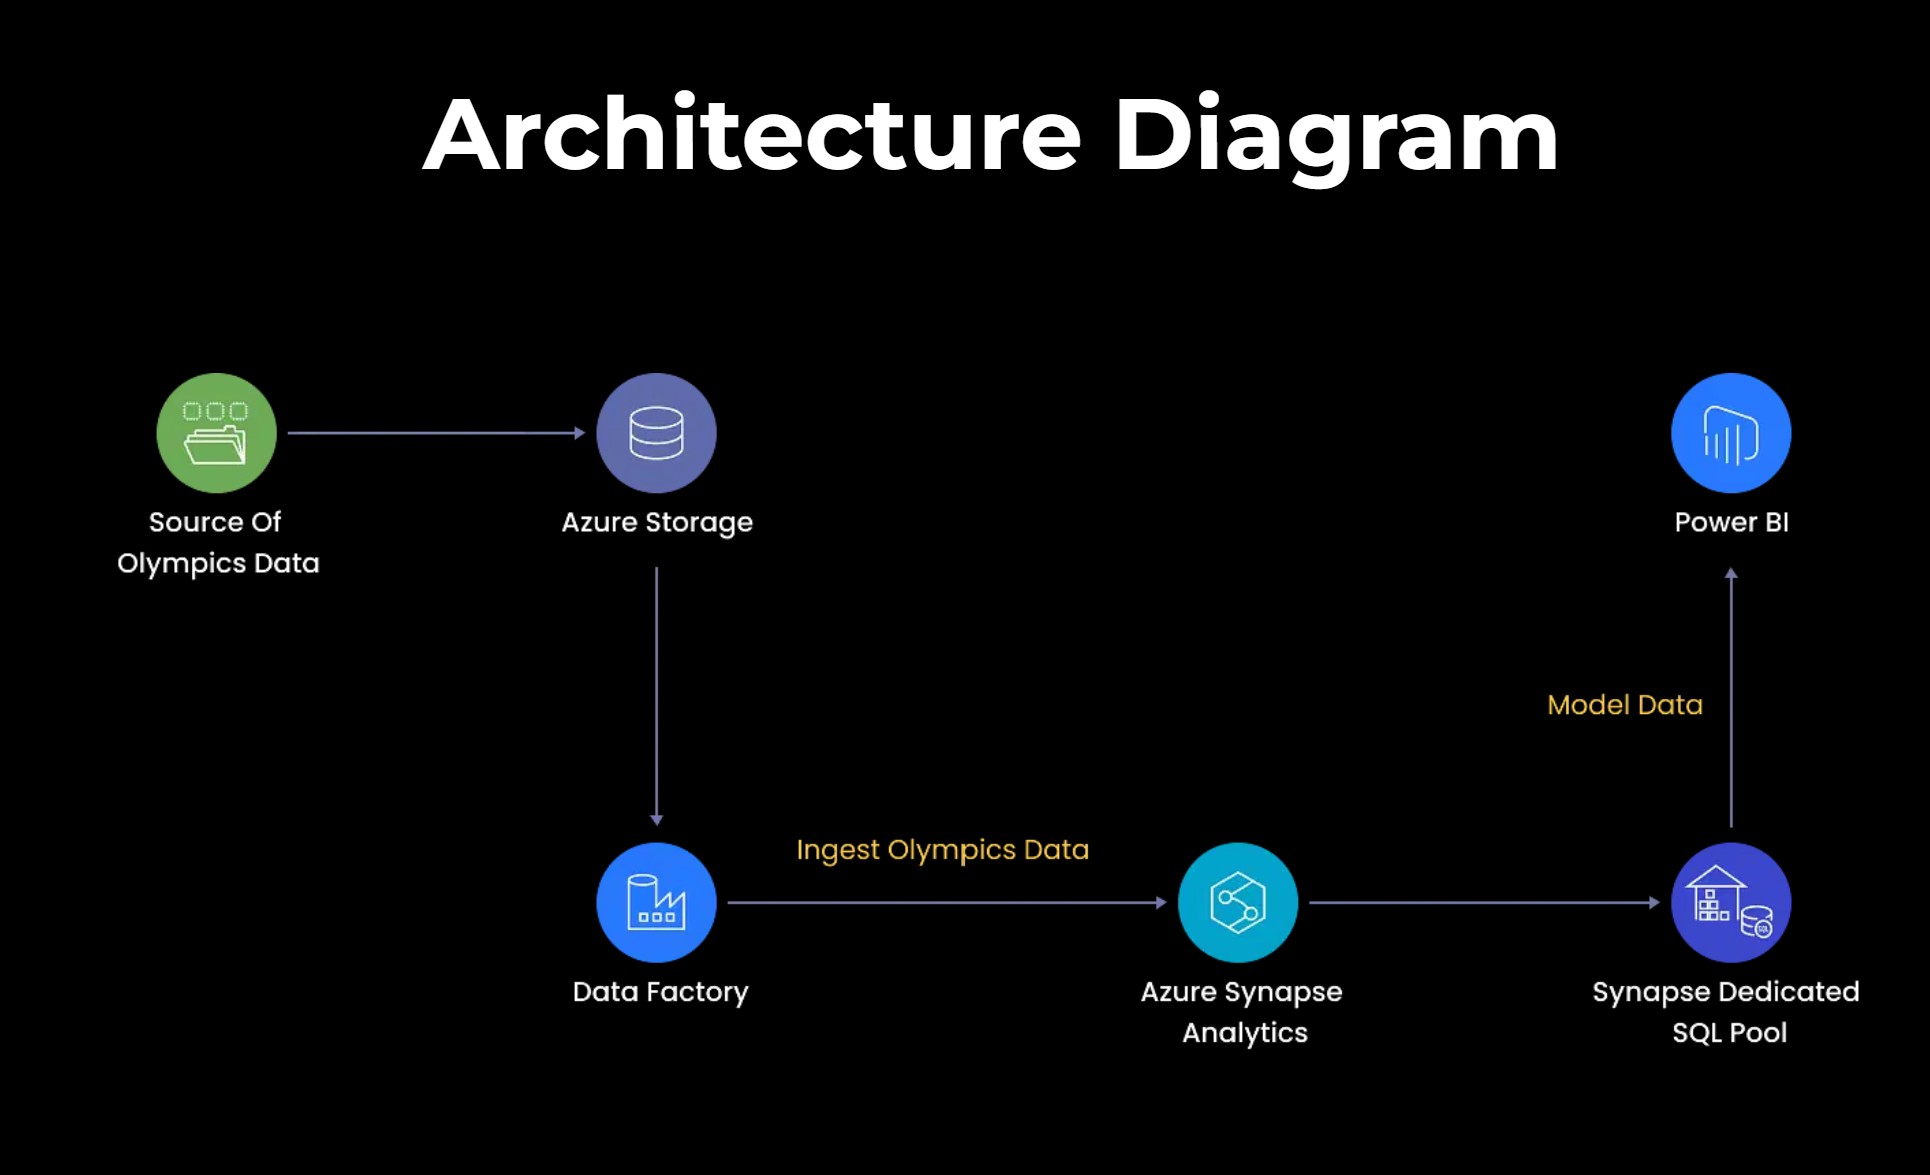 Architecture Diagram
Source Of
Olympics Data
Azure Storage
Power BI
Model Data
Ingest Olympics Data
Data Factory
Azure Synapse
Analytics
Synapse Dedicated
SQL Pool